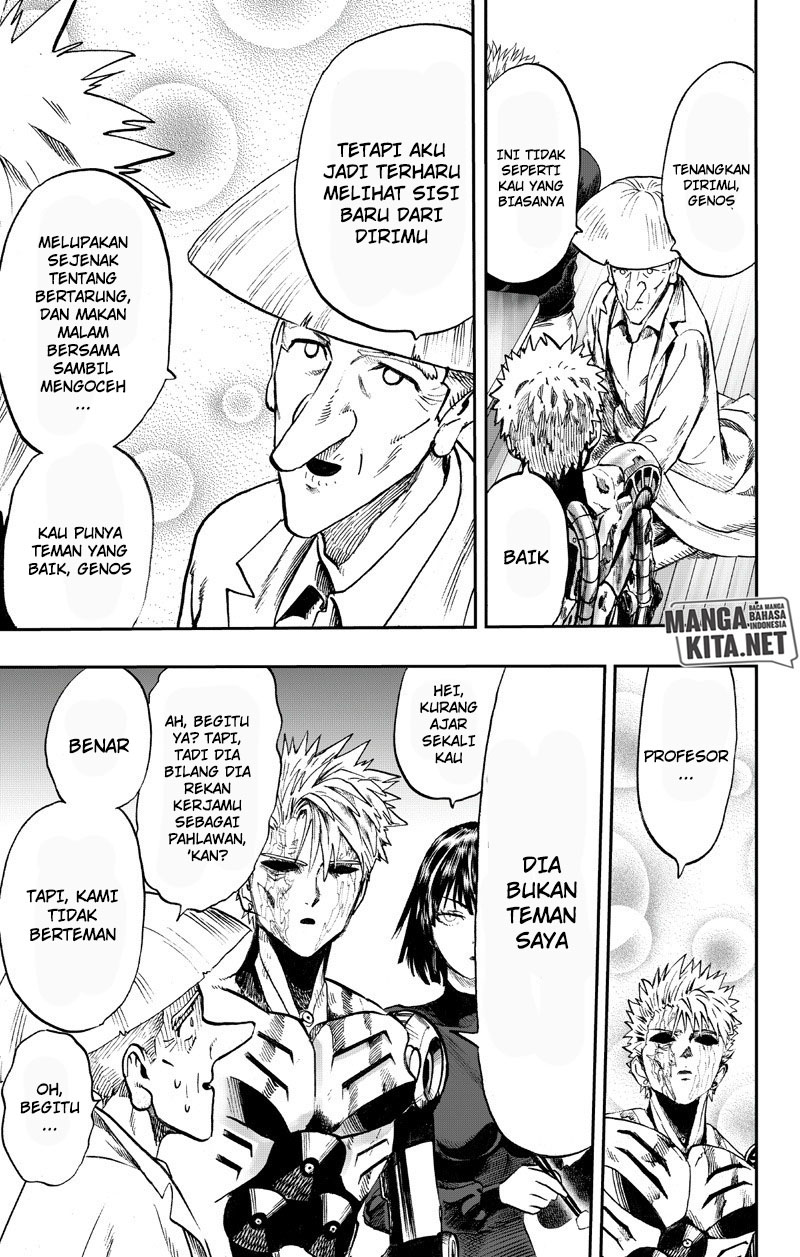 TENANGKAN
DIRIMU,
GENOS
INI TIDAK
SEPERTI
KAU YANG
BIASANYA
BAIK
TETAPI AKU
JADI TERHARU
MELIHAT SISI
BARU DARI
DIRIMU
MELUPAKAN
SEJENAK
TENTANG
BERTARUNG,
DAN MAKAN
MALAM
BERSAMA
SAMBIL
MENGOCEH
...
KAU PUNYA
TEMAN YANG
BAIK, GENOS
MANGA
KITA.NET
BACA MANGA
BAHASA
INDONESIA
PROFESOR
...
DIA
BUKAN
TEMAN
SAYA
HEI,
KURANG
AJAR
SEKALI
KAU
AH, BEGITU
YA? TAPI,
TADI DIA
BILANG DIA
REKAN
KERJAMU
SEBAGAI
PAHLAWAN,
'KAN?
BENAR
TAPI, KAMI
TIDAK
BERTEMAN
OH,
BEGITU
...